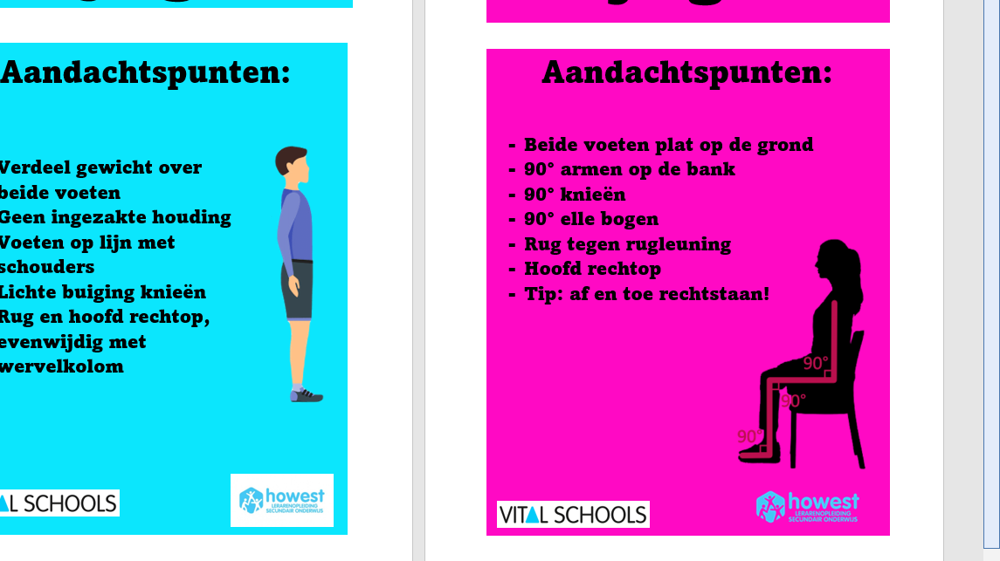 Aandachtspunten:
Verdeel gewicht over
beide voeten
Geen ingezakte houding
Voeten op lijn met
schouders
Lichte buiging knieën
Rug en hoofd rechtop,
evenwijdig met
wervelkolom
AL SCHOOLS
howest
LERARENOPLEIDING
SECUNDAIR ONDERWIJS
Aandachtspunten:
- Beide voeten plat op de grond
- 90° armen op de bank
- 90° knieën
- 90° elle bogen
- Rug tegen rugleuning
- Hoofd rechtop
- Tip: af en toe rechtstaan!
90°
90°
90°
VITAL SCHOOLS
howest
LERARENOPLEIDING
SECUNDAIR ONDERWIJS